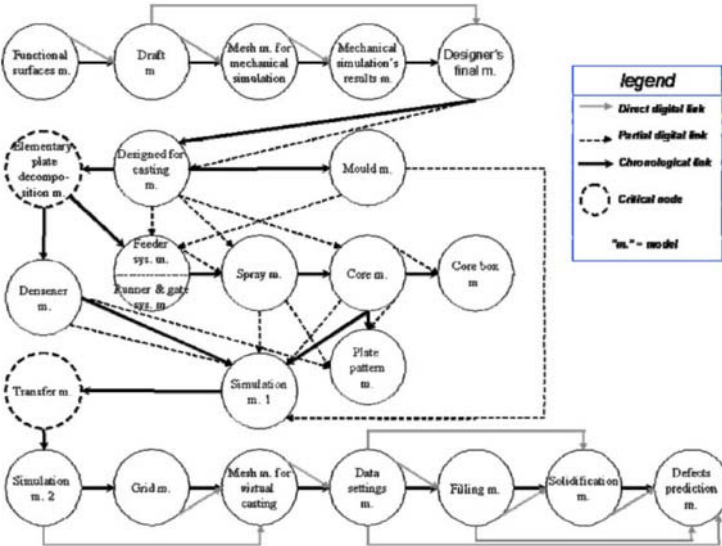 Functional
surfaces m.
Draft
m
Mesh m. for
mechanical
simulation
Mechanical
simulation's
results m.
Designer's
final m.
legend
Direct digital link
Partial digital link
Chronological link
Critical node
"m." = model
Elementary
plate
decompo-
sition m.
Designed for
casting
m.
Mould m.
Feeder
sys. m.
Runner & gate
sys. m
Spray m.
Core m.
Core box
m
Densener
m.
Plate
pattern
m.
Transfer m.
Simulation
m. 1
Simulation
m. 2
Grid m.
Mesh m. for
virtual
casting
Data
settings
m.
Filling m.
Solidification
m.
Defects
prediction
m.